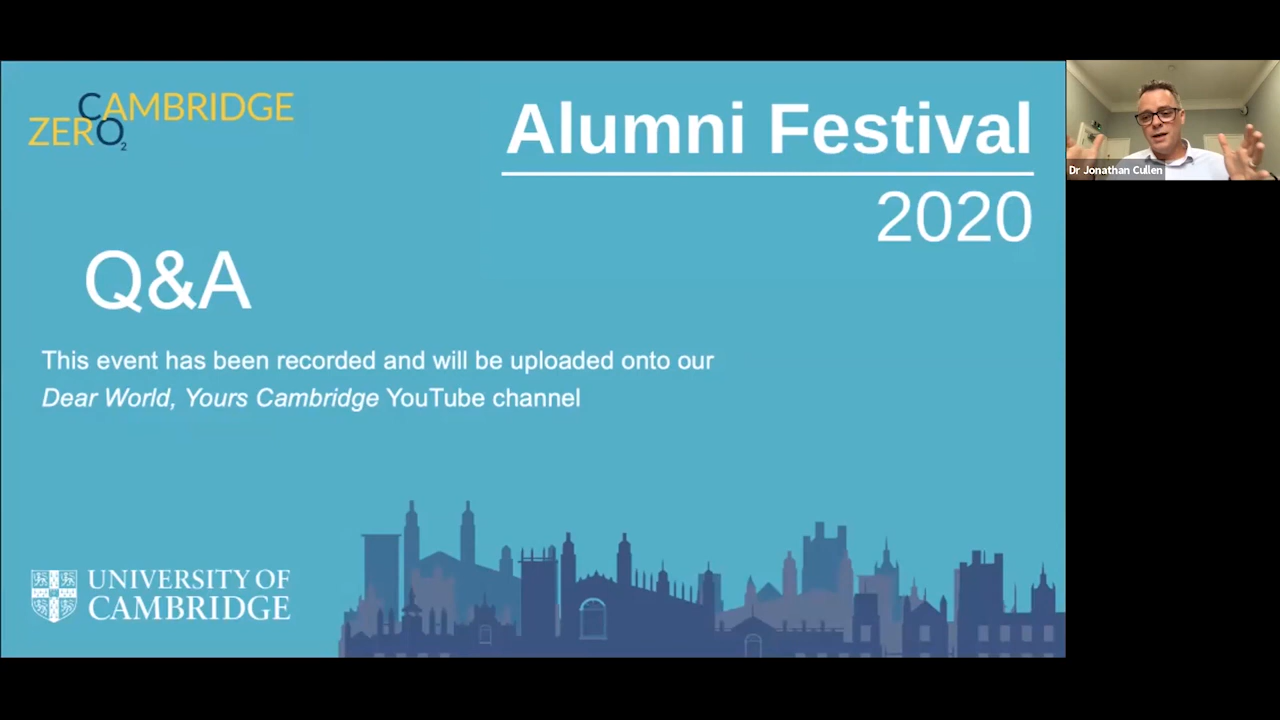 CAMBRIDGE
ZERO2
Alumni Festival
2020
Q&A
This event has been recorded and will be uploaded onto our
Dear World, Yours Cambridge YouTube channel
UNIVERSITY OF
CAMBRIDGE
Dr Jonathan Cullen